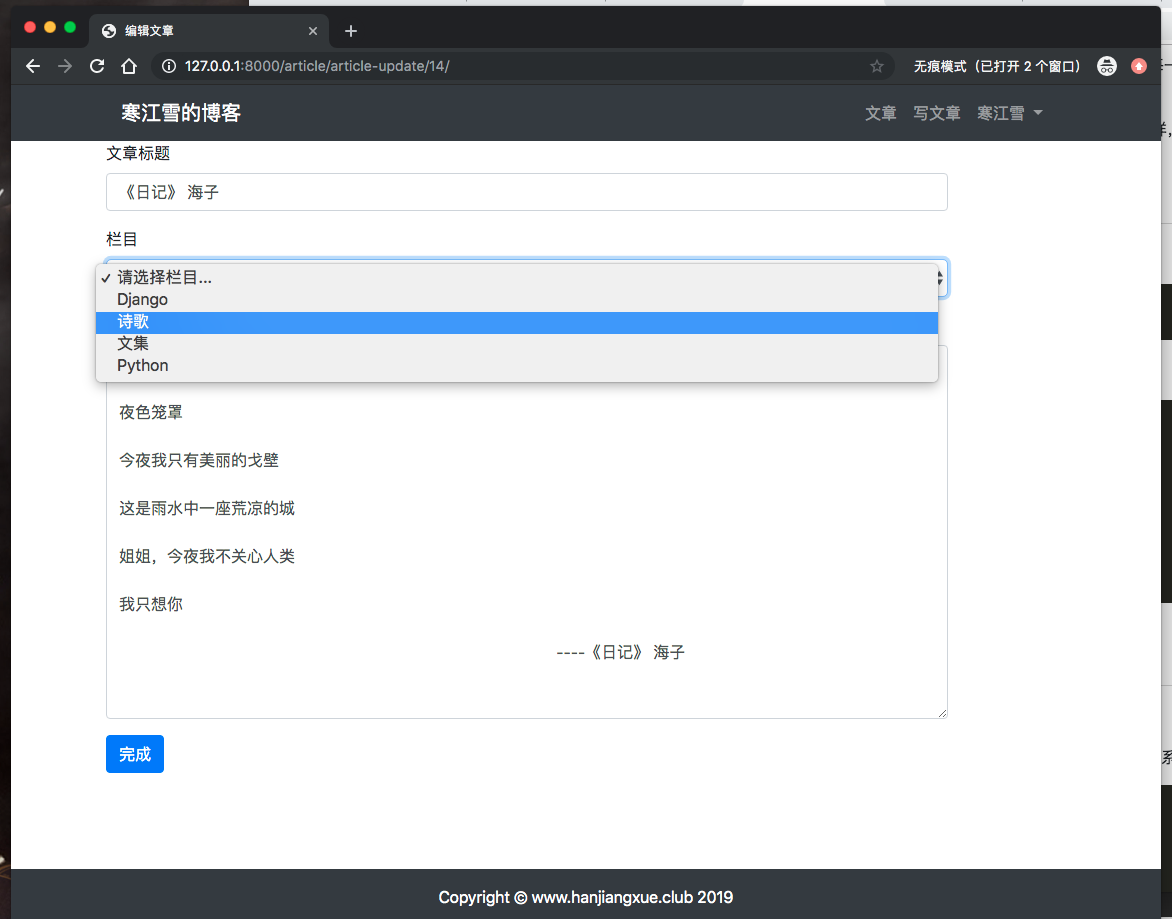 编辑文章
127.0.0.1:8000/article/article-update/14/
无痕模式（已打开 2 个窗口）
寒江雪的博客
文章 写文章 寒江雪
文章标题
《日记》 海子
栏目
✓ 请选择栏目...
Django
诗歌
文集
Python
夜色笼罩
今夜我只有美丽的戈壁
这是雨水中一座荒凉的城
姐姐，今夜我不关心人类
我只想你
----《日记》 海子
完成
Copyright © www.hanjiangxue.club 2019